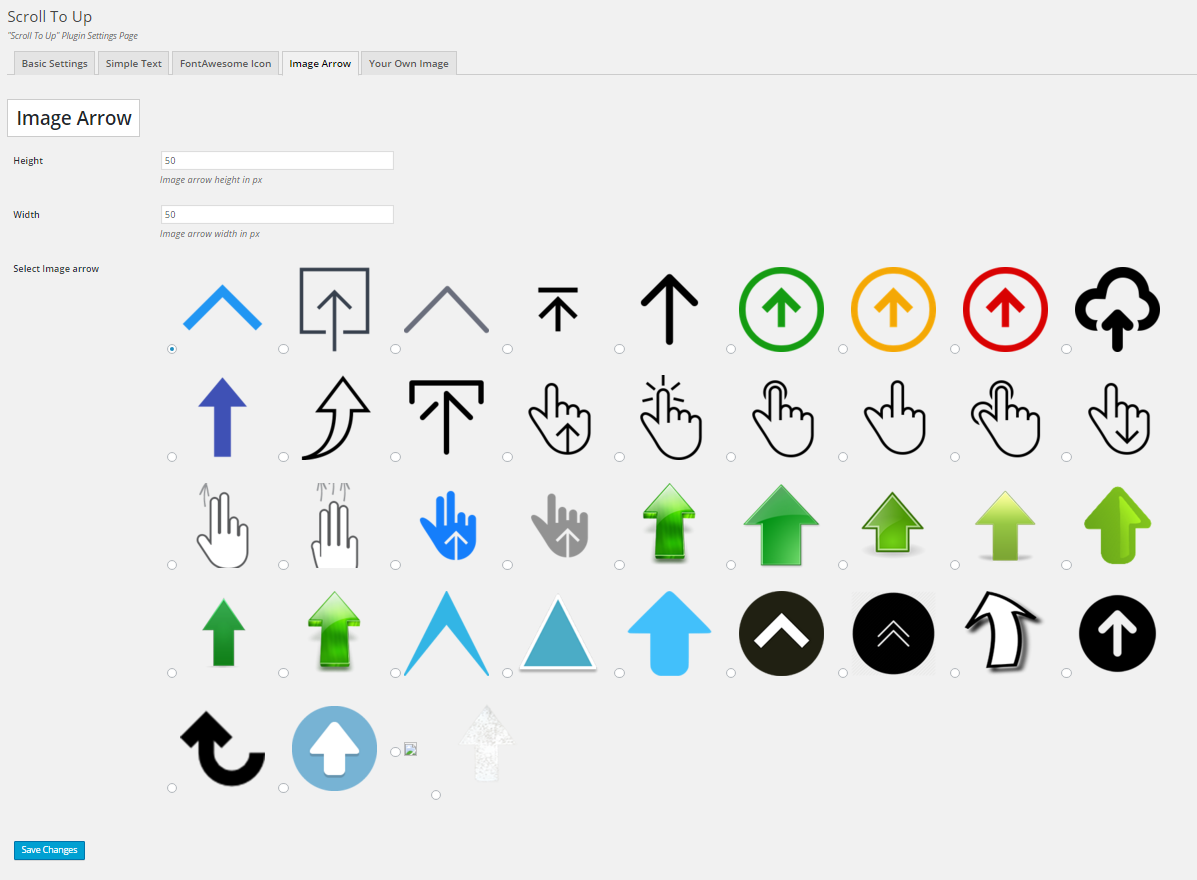 Scroll To Up
"Scroll To Up" Plugin Settings Page
Basic Settings
Simple Text
FontAwesome Icon
Image Arrow
Your Own Image
Image Arrow
Height
50
Image arrow height in px
Width
50
Image arrow width in px
Select Image arrow
Save Changes